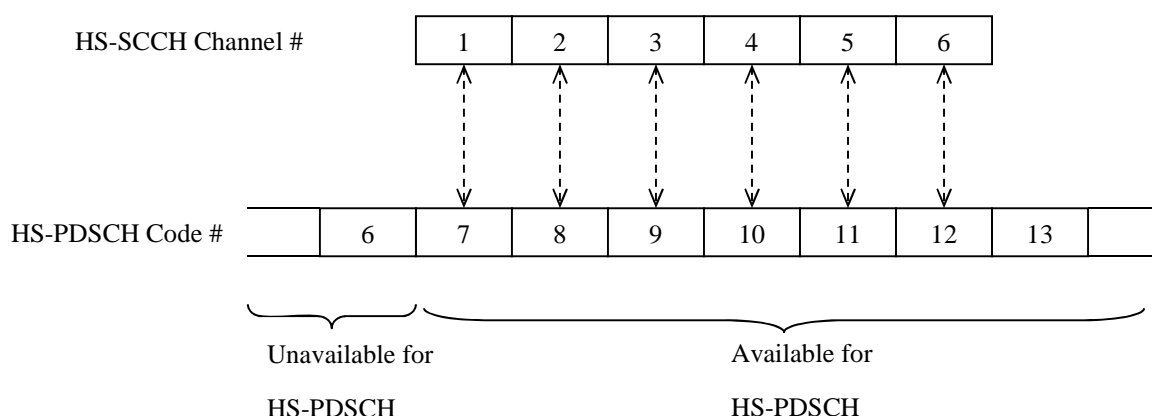 HS-SCCH Channel # 1 2 3 4 5 6
HS-PDSCH Code # 6 7 8 9 10 11 12 13
Unavailable for
HS-PDSCH
Available for
HS-PDSCH